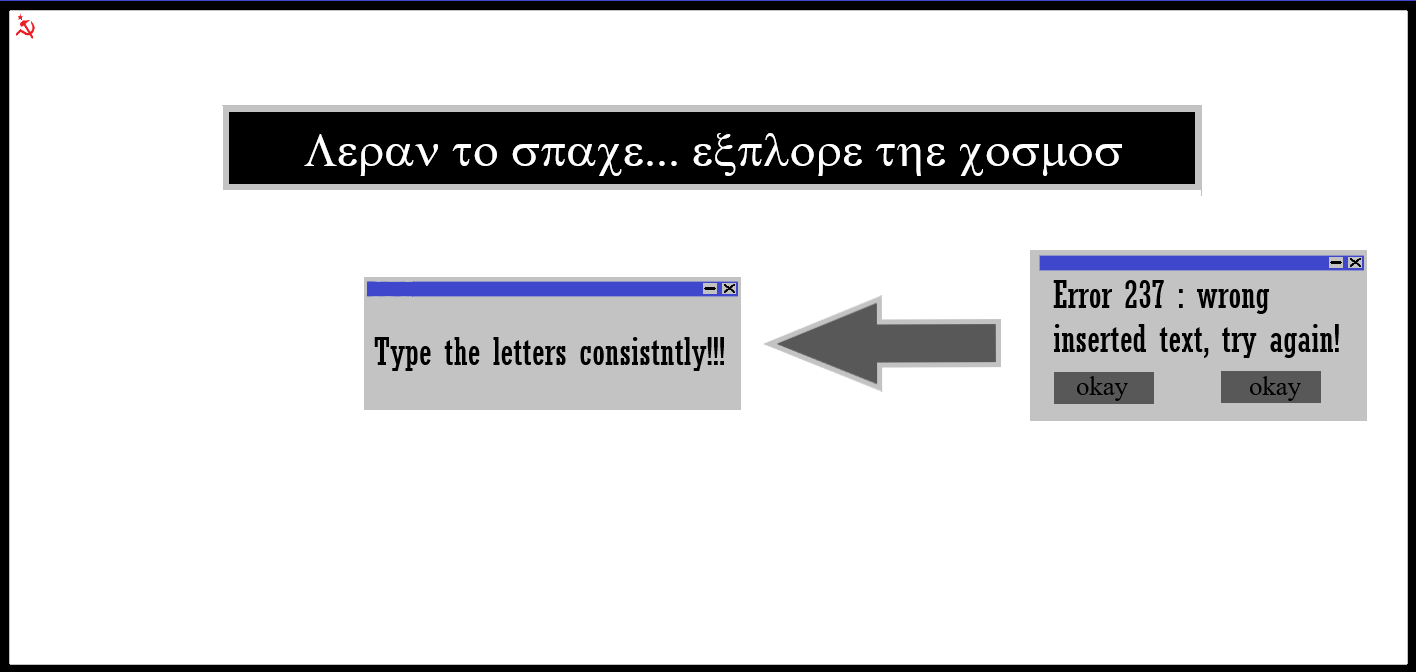 Λεραν το σπαχε... εξπλορε τηε χοσμοσ
Type the letters consistntly!!!
Error 237 : wrong
inserted text, try again!
okay okay